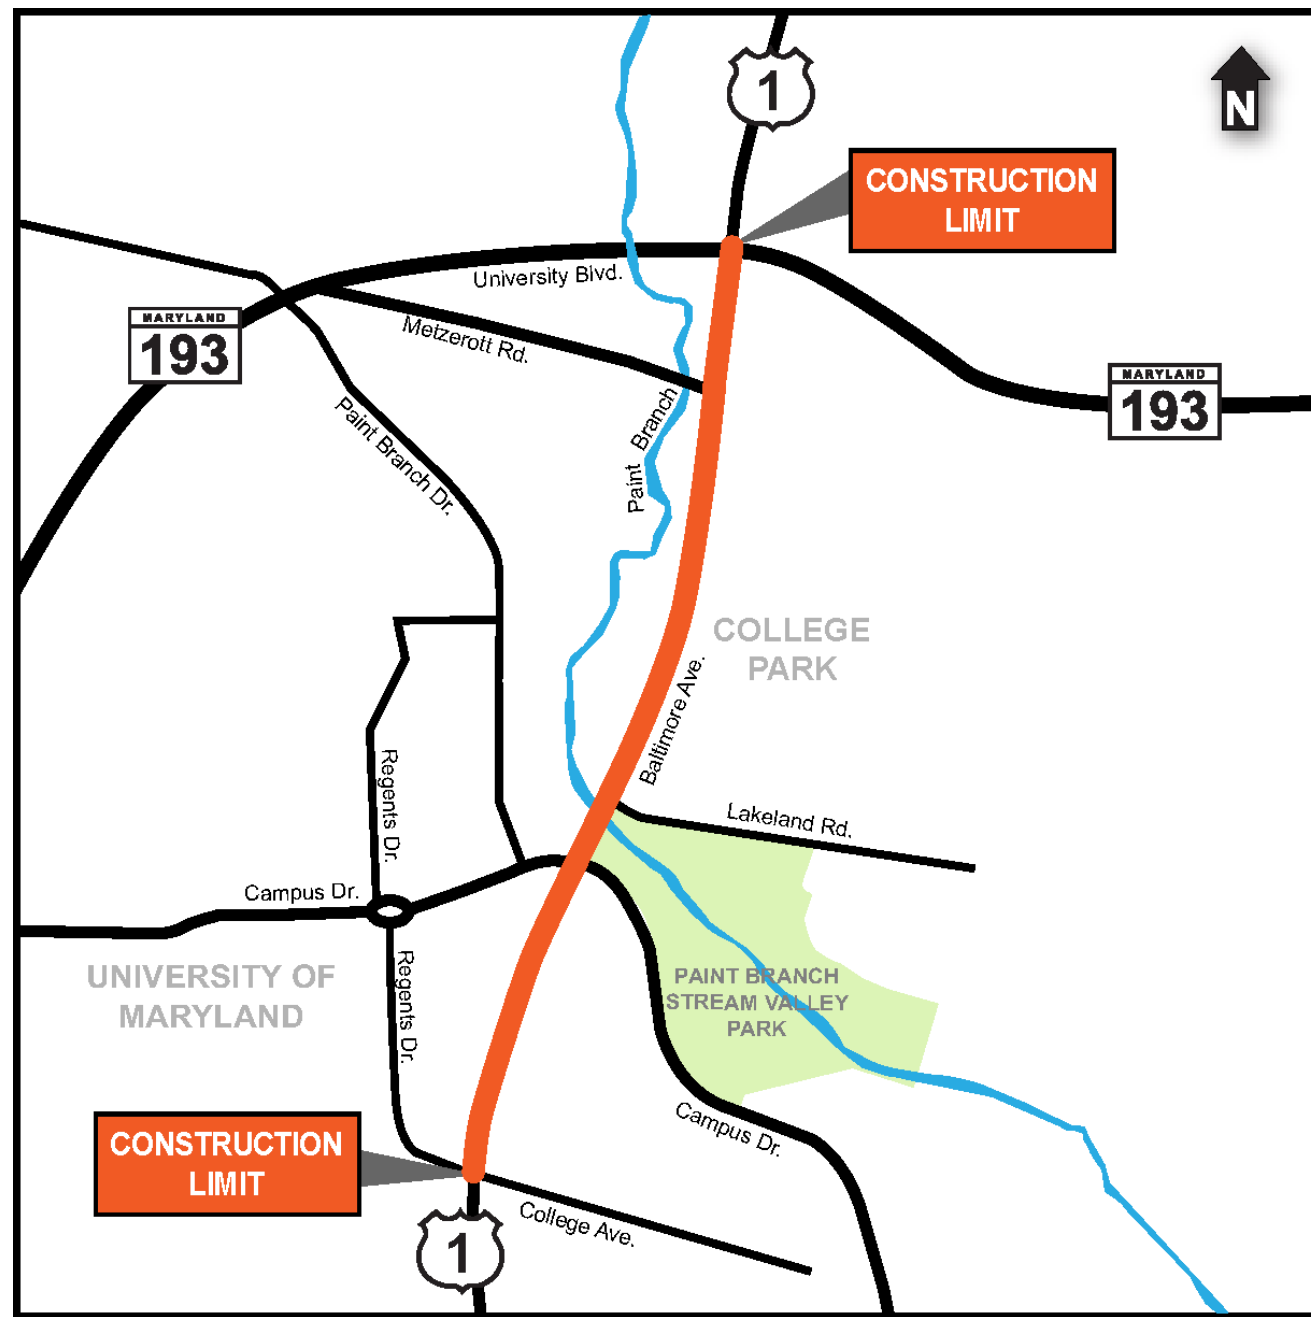 1
N
CONSTRUCTION
LIMIT
University Blvd.
MARYLAND
193
Metzerott Rd.
MARYLAND
193
Paint Branch Dr.
Paint Branch
COLLEGE
PARK
Baltimore Ave.
Regents Dr.
Lakeland Rd.
Campus Dr.
UNIVERSITY OF
MARYLAND
Regents Dr.
PAINT BRANCH
STREAM VALLEY
PARK
Campus Dr.
CONSTRUCTION
LIMIT
College Ave.
1